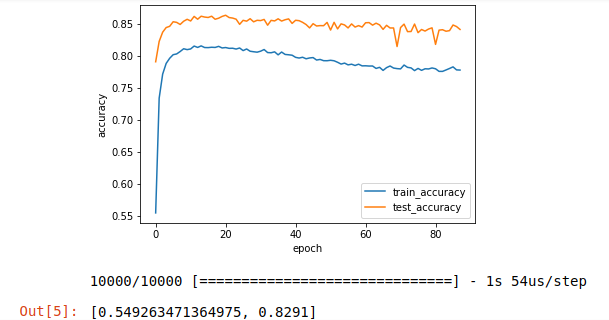 0.85
0.80
0.75
0.70
0.65
0.60
0.55
accuracy
train_accuracy
test_accuracy
0 20 40 60 80
epoch
10000/10000 [==============================] - 1s 54us/step
Out[5]: [0.549263471364975, 0.8291]